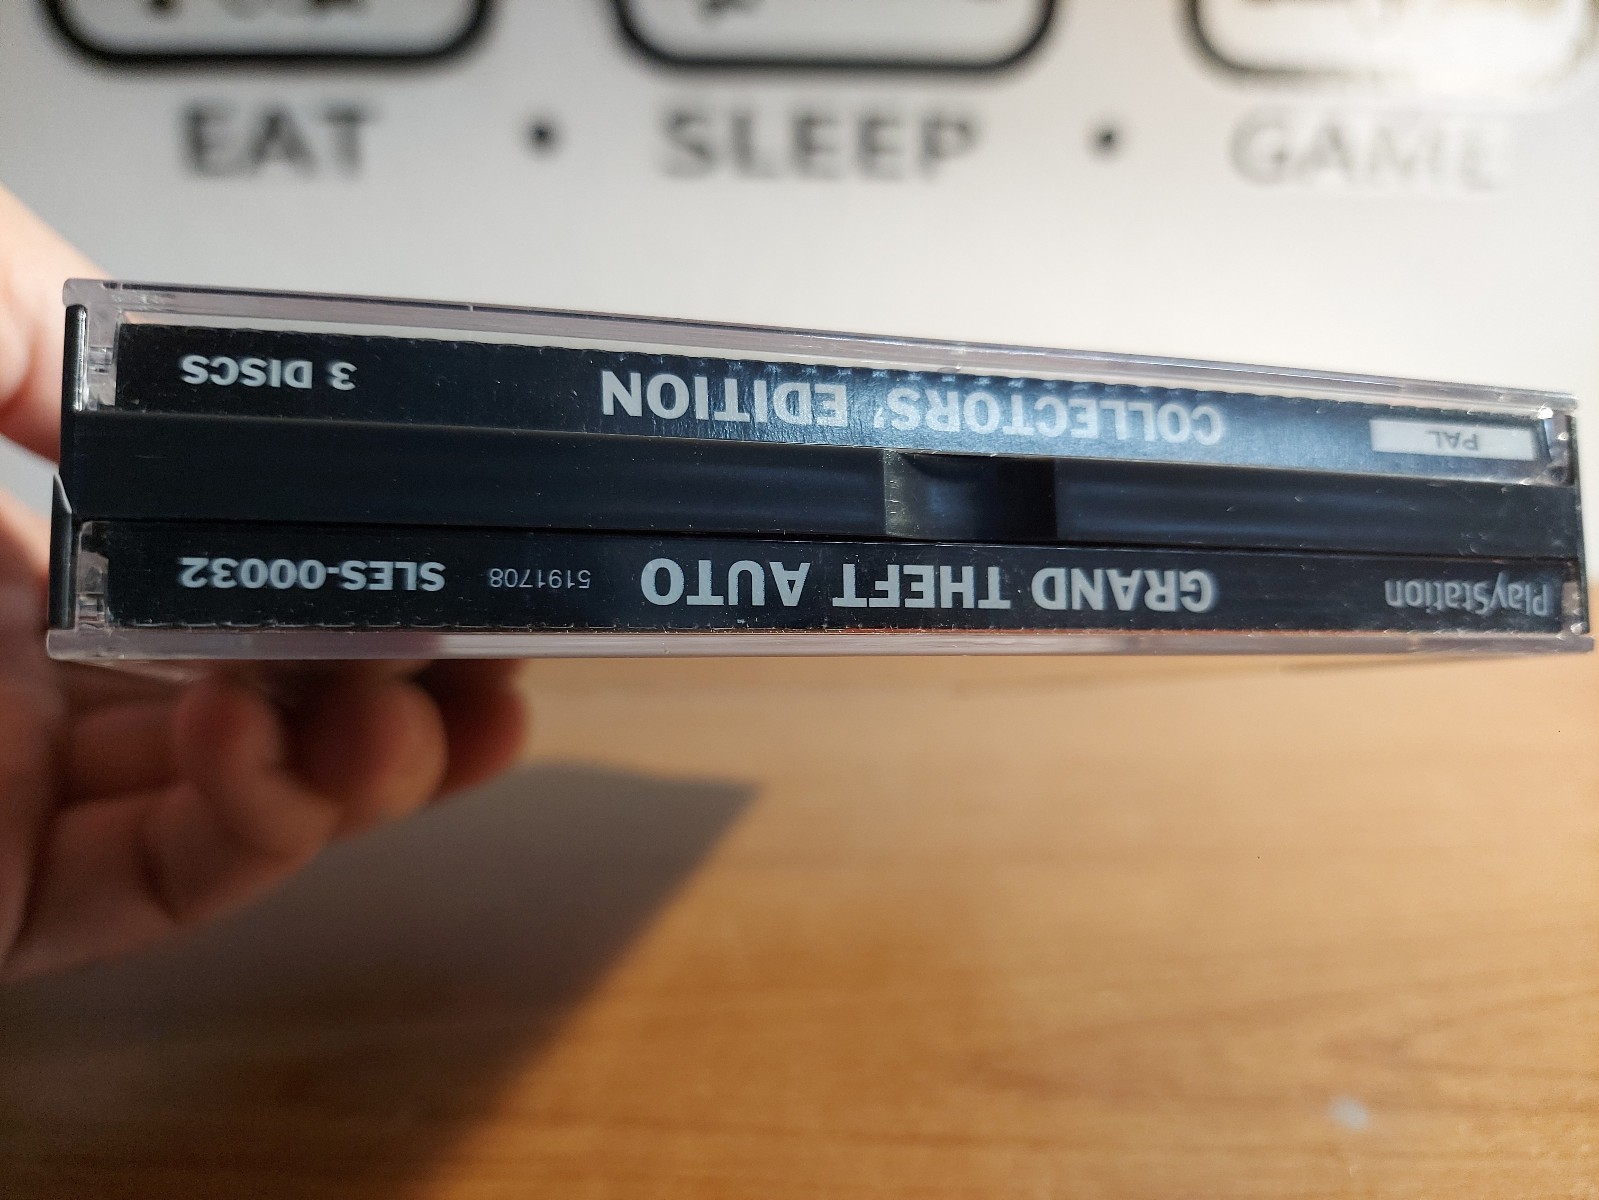 EAT • SLEEP • GAME
PlayStation GRAND THEFT AUTO 5191708 SLES-00032
PAL COLLECTORS' EDITION 3 DISCS